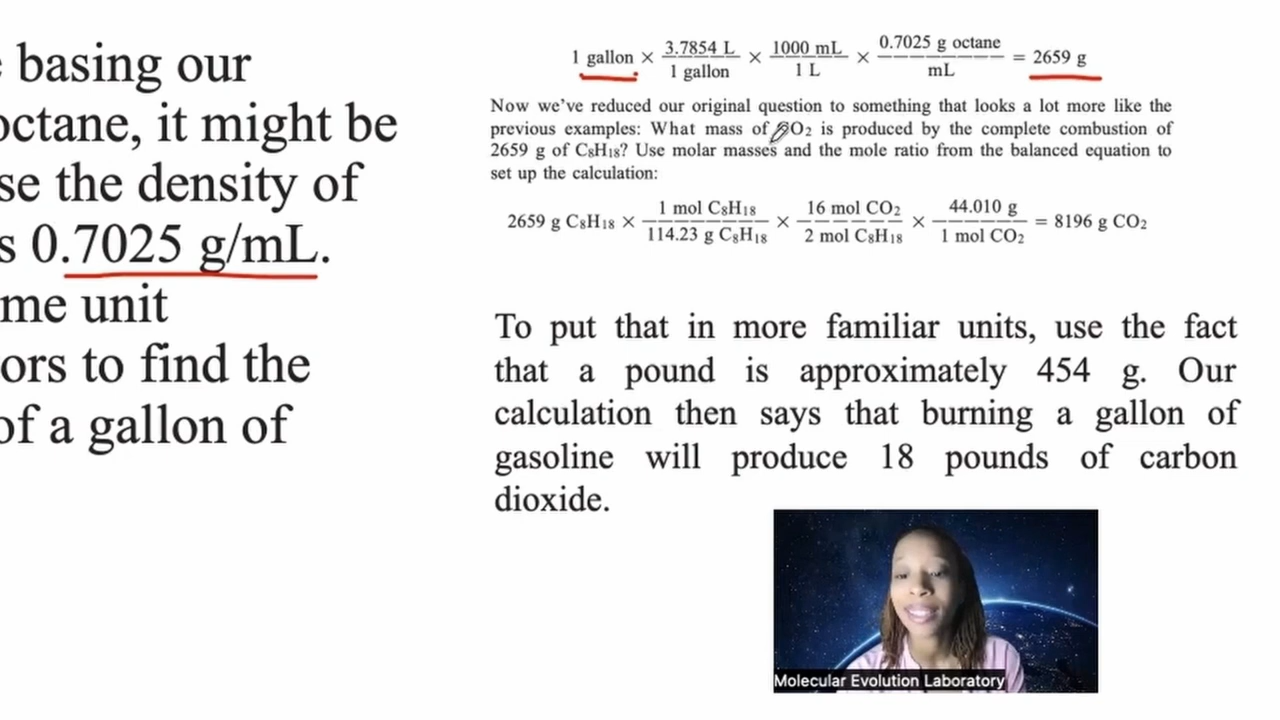 basing our
octane, it might be
se the density of
s 0.7025 g/mL.
me unit
ors to find the
of a gallon of
1 gallon × 3.7854 L / 1 gallon × 1000 mL / 1 L × 0.7025 g octane / mL = 2659 g
Now we've reduced our original question to something that looks a lot more like the
previous examples: What mass of CO₂ is produced by the complete combustion of
2659 g of C₈H₁₈? Use molar masses and the mole ratio from the balanced equation to
set up the calculation:
2659 g C₈H₁₈ × 1 mol C₈H₁₈ / 114.23 g C₈H₁₈ × 16 mol CO₂ / 2 mol C₈H₁₈ × 44.010 g / 1 mol CO₂ = 8196 g CO₂
To put that in more familiar units, use the fact
that a pound is approximately 454 g. Our
calculation then says that burning a gallon of
gasoline will produce 18 pounds of carbon
dioxide.
Molecular Evolution Laboratory